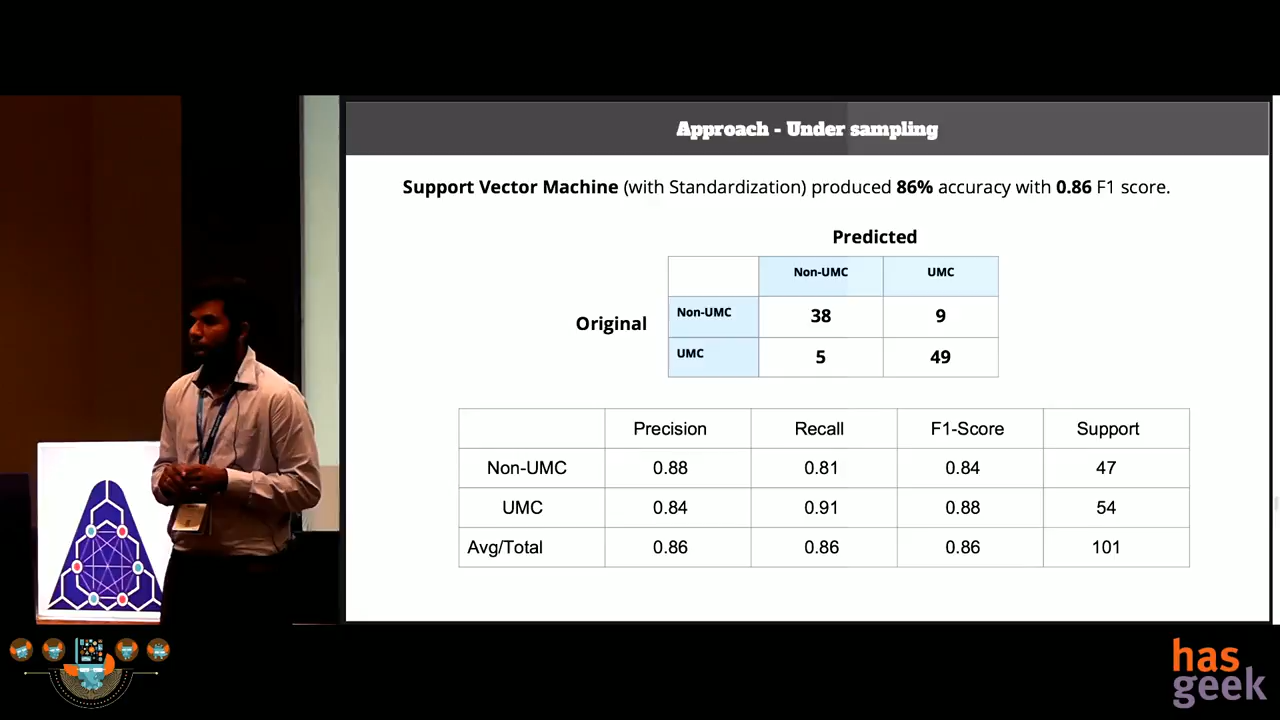 Approach - Under sampling
Support Vector Machine (with Standardization) produced 86% accuracy with 0.86 F1 score.
Predicted
Non-UMC UMC
Original
Non-UMC 38 9
UMC 5 49
Precision Recall F1-Score Support
Non-UMC 0.88 0.81 0.84 47
UMC 0.84 0.91 0.88 54
Avg/Total 0.86 0.86 0.86 101
has
geek